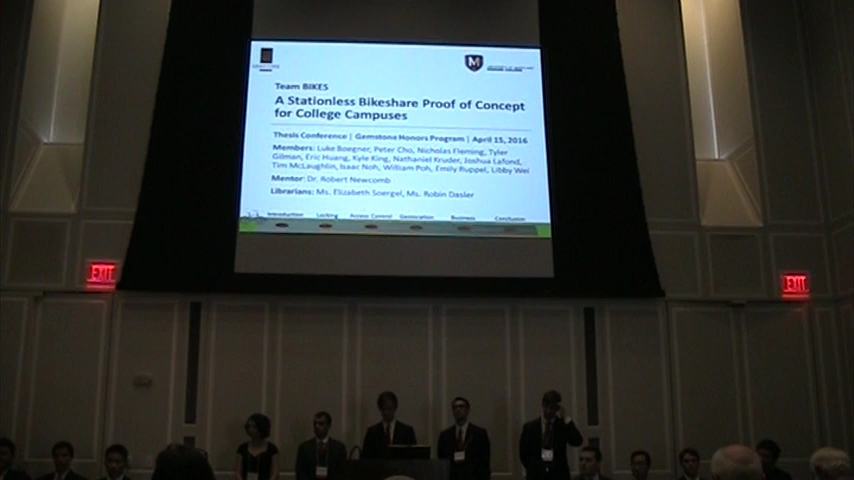 Team BIKES
A Stationless Bikeshare Proof of Concept
for College Campuses
Thesis Conference | Gemstone Honors Program | April 15, 2016
Members: Luke Boegner, Peter Cho, Nicholas Fleming, Tyler
Gilman, Eric Huang, Kyle King, Nathaniel Kruder, Joshua Lafond,
Tim McLaughlin, Isaac Noh, William Poh, Emily Ruppel, Libby Wei
Mentor: Dr. Robert Newcomb
Librarians: Ms. Elizabeth Soergel, Ms. Robin Dasler
Introduction Locking Access Control Geolocation Business Conclusion
M
EXIT
EXIT